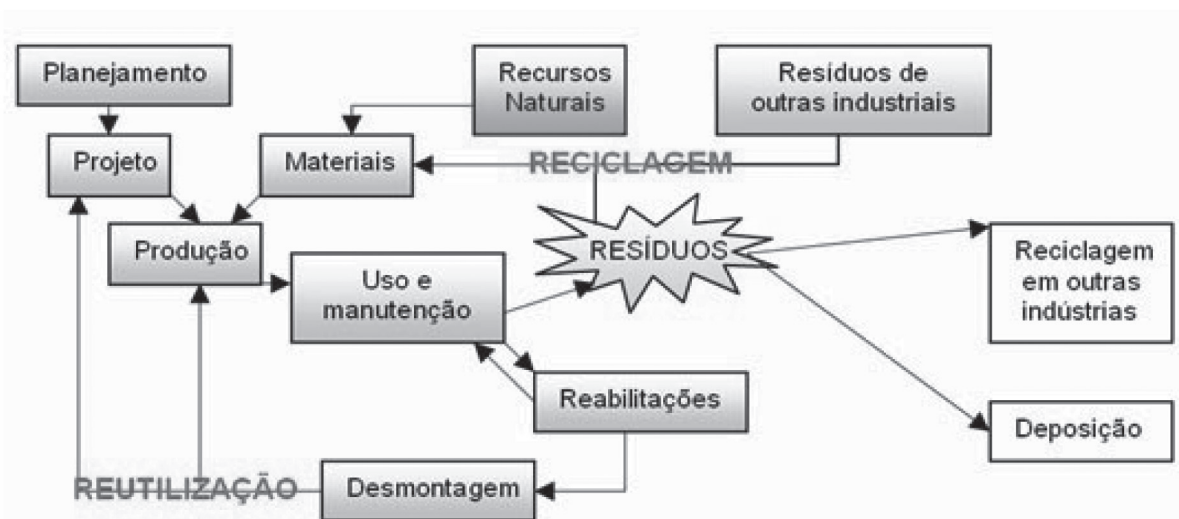 Planejamento
Recursos
Naturais
Resíduos de
outras industriais
Projeto
Materiais
RECICLAGEM
Produção
RESÍDUOS
Uso e
manutenção
Reciclagem
em outras
indústrias
Reabilitações
Deposição
REUTILIZAÇÃO
Desmontagem